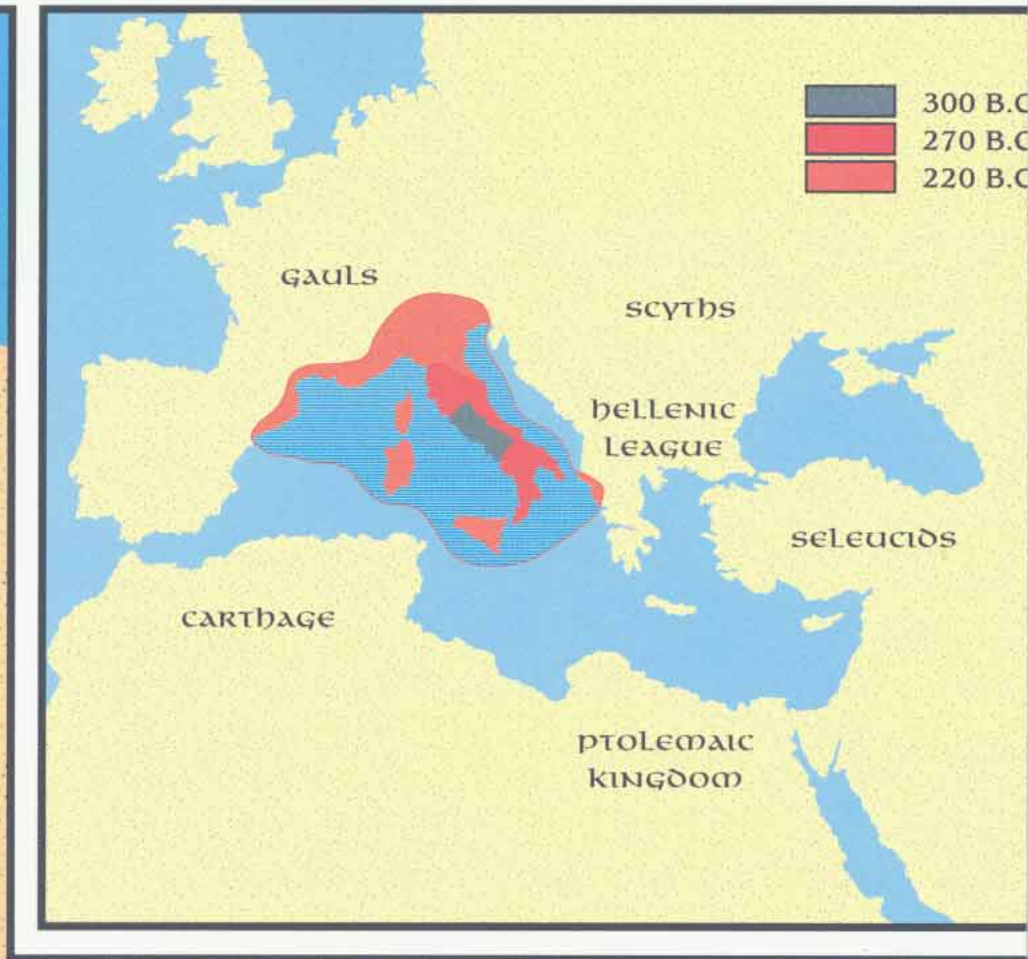 300 B.C
270 B.C
220 B.C
GAULS
SCYTHS
HELLENIC
LEAGUE
SELEUCIDS
CARTHAGE
PTOLEMAIC
KINGDOM